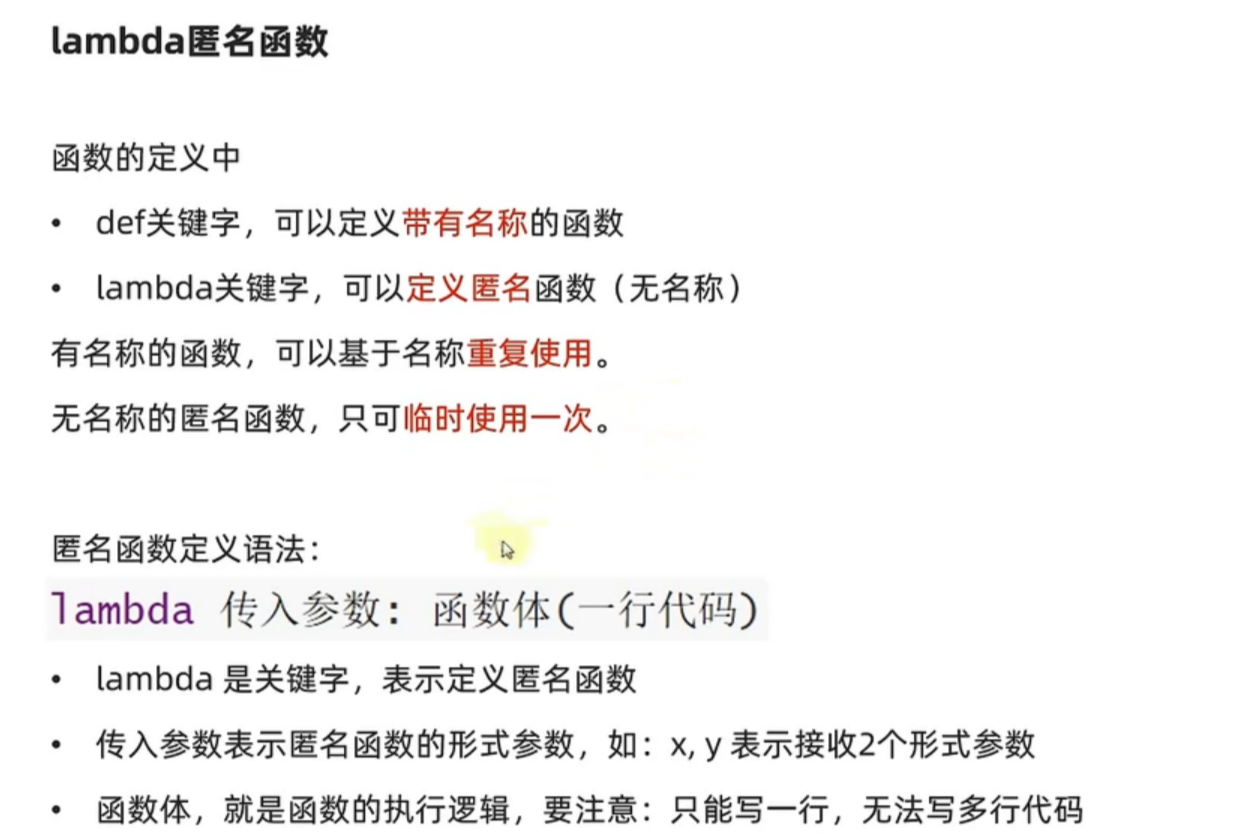 lambda匿名函数
函数的定义中
• def关键字，可以定义带有名称的函数
• lambda关键字，可以定义匿名函数（无名称）
有名称的函数，可以基于名称重复使用。
无名称的匿名函数，只可临时使用一次。
匿名函数定义语法：
lambda 传入参数: 函数体(一行代码)
• lambda 是关键字，表示定义匿名函数
• 传入参数表示匿名函数的形式参数，如：x, y 表示接收2个形式参数
• 函数体，就是函数的执行逻辑，要注意：只能写一行，无法写多行代码